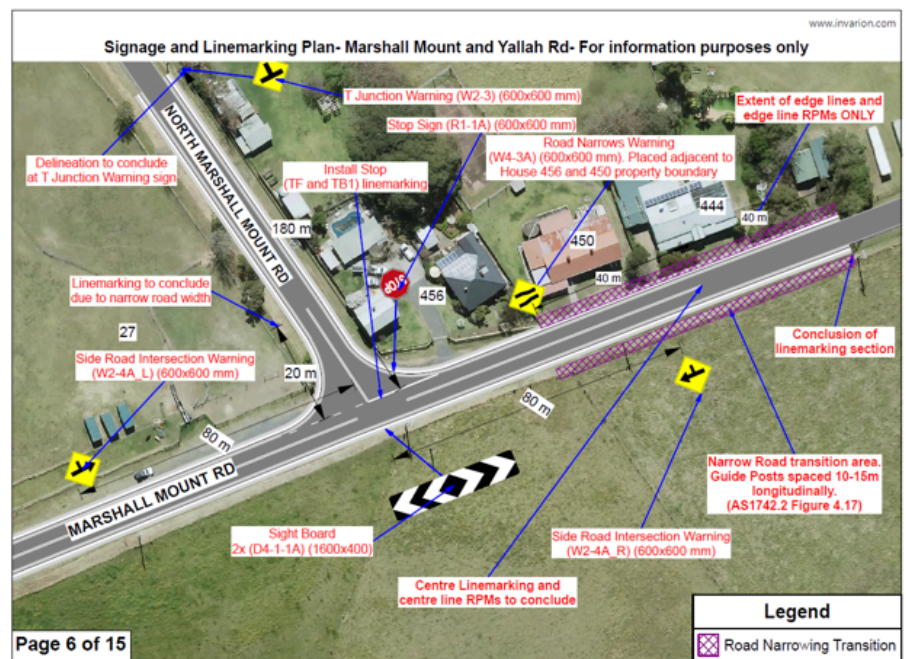 www.invarion.com
Signage and Linemarking Plan- Marshall Mount and Yallah Rd- For information purposes only
T Junction Warning (W2-3) (600x600 mm)
Stop Sign (R1-1A) (600x600 mm)
Extent of edge lines and
edge line RPMs ONLY
Road Narrows Warning
(W4-3A) (600x600 mm). Placed adjacent to
House 456 and 450 property boundary
Delineation to conclude
at T Junction Warning sign
Install Stop
(TF and TB1) linemarking
NORTH MARSHALL MOUNT RD
180 m
444
40 m
450
40 m
STOP
456
Linemarking to conclude
due to narrow road width
27
Side Road Intersection Warning
(W2-4A_L) (600x600 mm)
20 m
80 m
80 m
Conclusion of
linemarking section
MARSHALL MOUNT RD
Narrow Road transition area.
Guide Posts spaced 10-15m
longitudinally.
(AS1742.2 Figure 4.17)
Sight Board
2x (D4-1-1A) (1600x400)
Side Road Intersection Warning
(W2-4A_R) (600x600 mm)
Centre Linemarking and
centre line RPMs to conclude
Legend
Road Narrowing Transition
Page 6 of 15